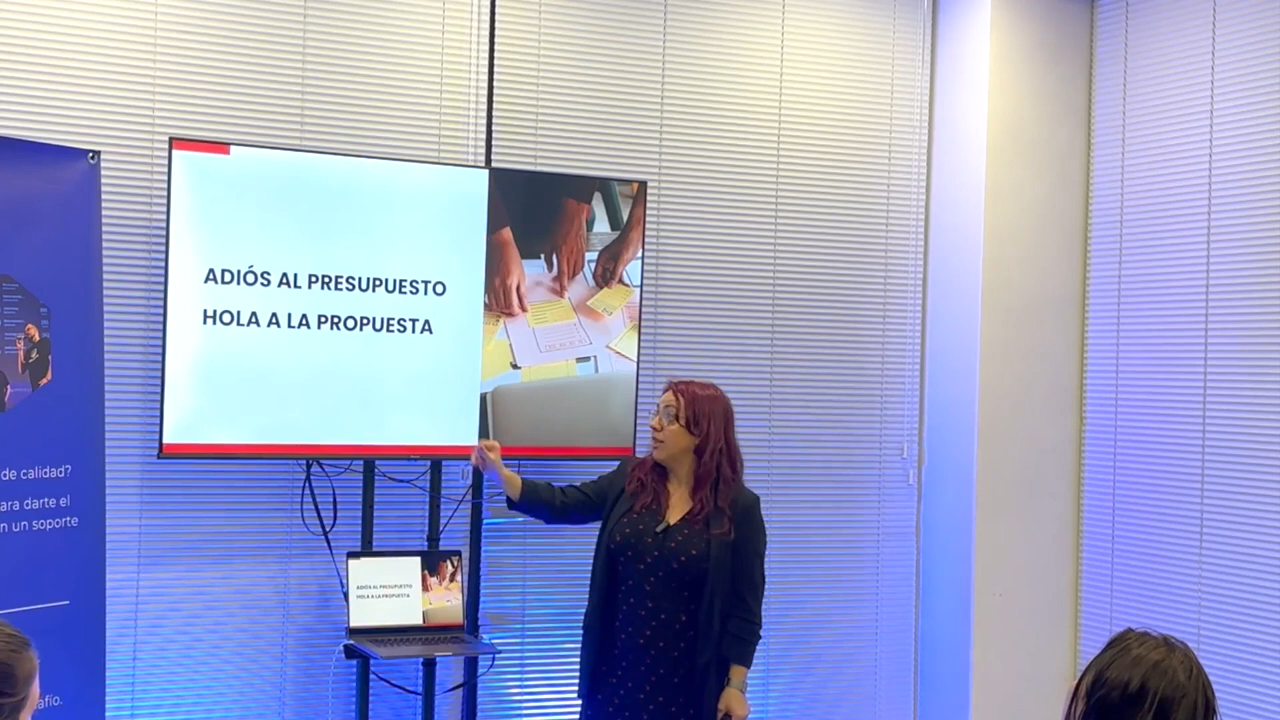 ADIÓS AL PRESUPUESTO
HOLA A LA PROPUESTA
de calidad?
ara darte el
n un soporte
afío.
ADIÓS AL PRESUPUESTO
HOLA A LA PROPUESTA